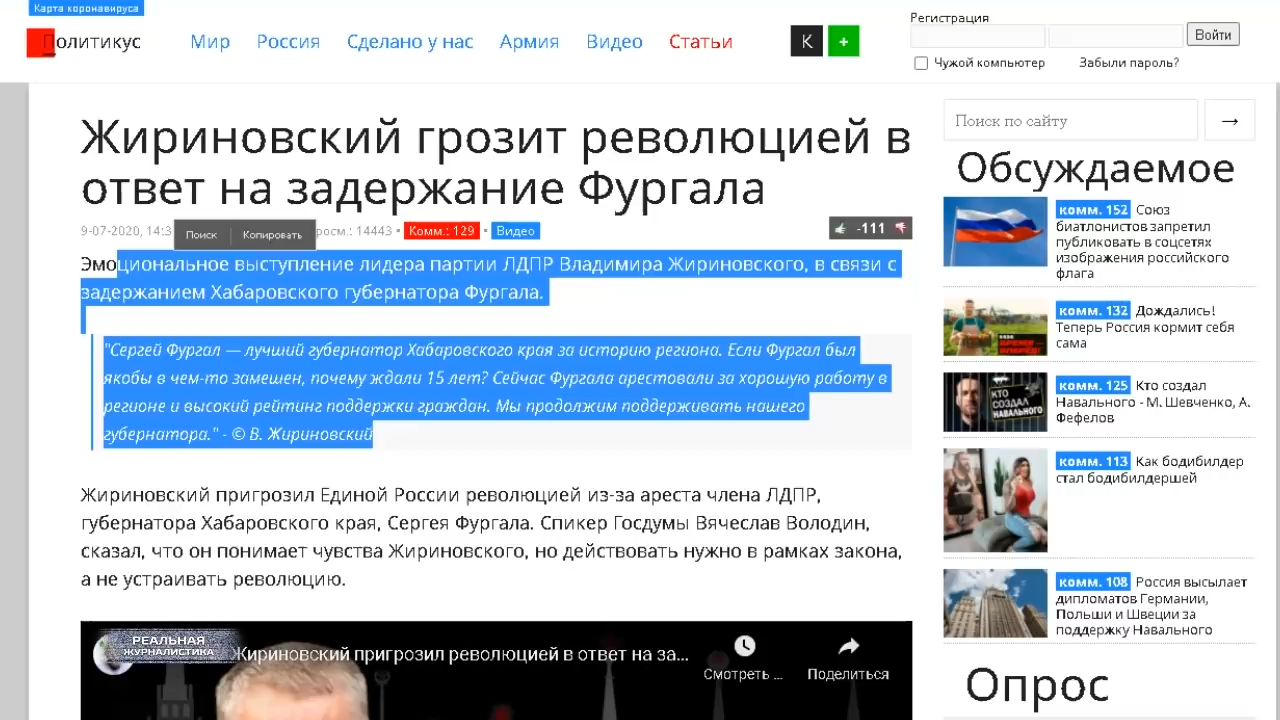 Карта коронавируса
Политикус
Мир Россия Сделано у нас Армия Видео Статьи
K +
Регистрация
Войти
Чужой компьютер Забыли пароль?
Жириновский грозит революцией в
ответ на задержание Фургала
9-07-2020, 14:3
Поиск Копировать
осм.: 14443 • Комм.: 129 • Видео
-111
Эмоциональное выступление лидера партии ЛДПР Владимира Жириновского, в связи с
задержанием Хабаровского губернатора Фургала.
"Сергей Фургал — лучший губернатор Хабаровского края за историю региона. Если Фургал был
якобы в чем-то замешен, почему ждали 15 лет? Сейчас Фургала арестовали за хорошую работу в
регионе и высокий рейтинг поддержки граждан. Мы продолжим поддерживать нашего
губернатора." - © В. Жириновский
Жириновский пригрозил Единой России революцией из-за ареста члена ЛДПР,
губернатора Хабаровского края, Сергея Фургала. Спикер Госдумы Вячеслав Володин,
сказал, что он понимает чувства Жириновского, но действовать нужно в рамках закона,
а не устраивать революцию.
РЕАЛЬНАЯ
ЖУРНАЛИСТИКА
Жириновский пригрозил революцией в ответ на за...
Смотреть ... Поделиться
Поиск по сайту →
Обсуждаемое
комм. 152 Союз
биатлонистов запретил
публиковать в соцсетях
изображения российского
флага
комм. 132 Дождались!
Теперь Россия кормит себя
сама
КТО
СОЗДАЛ
НАВАЛЬНОГО
комм. 125 Кто создал
Навального - М. Шевченко, А.
Фефелов
комм. 113 Как бодибилдер
стал бодибилдершей
комм. 108 Россия высылает
дипломатов Германии,
Польши и Швеции за
поддержку Навального
Опрос